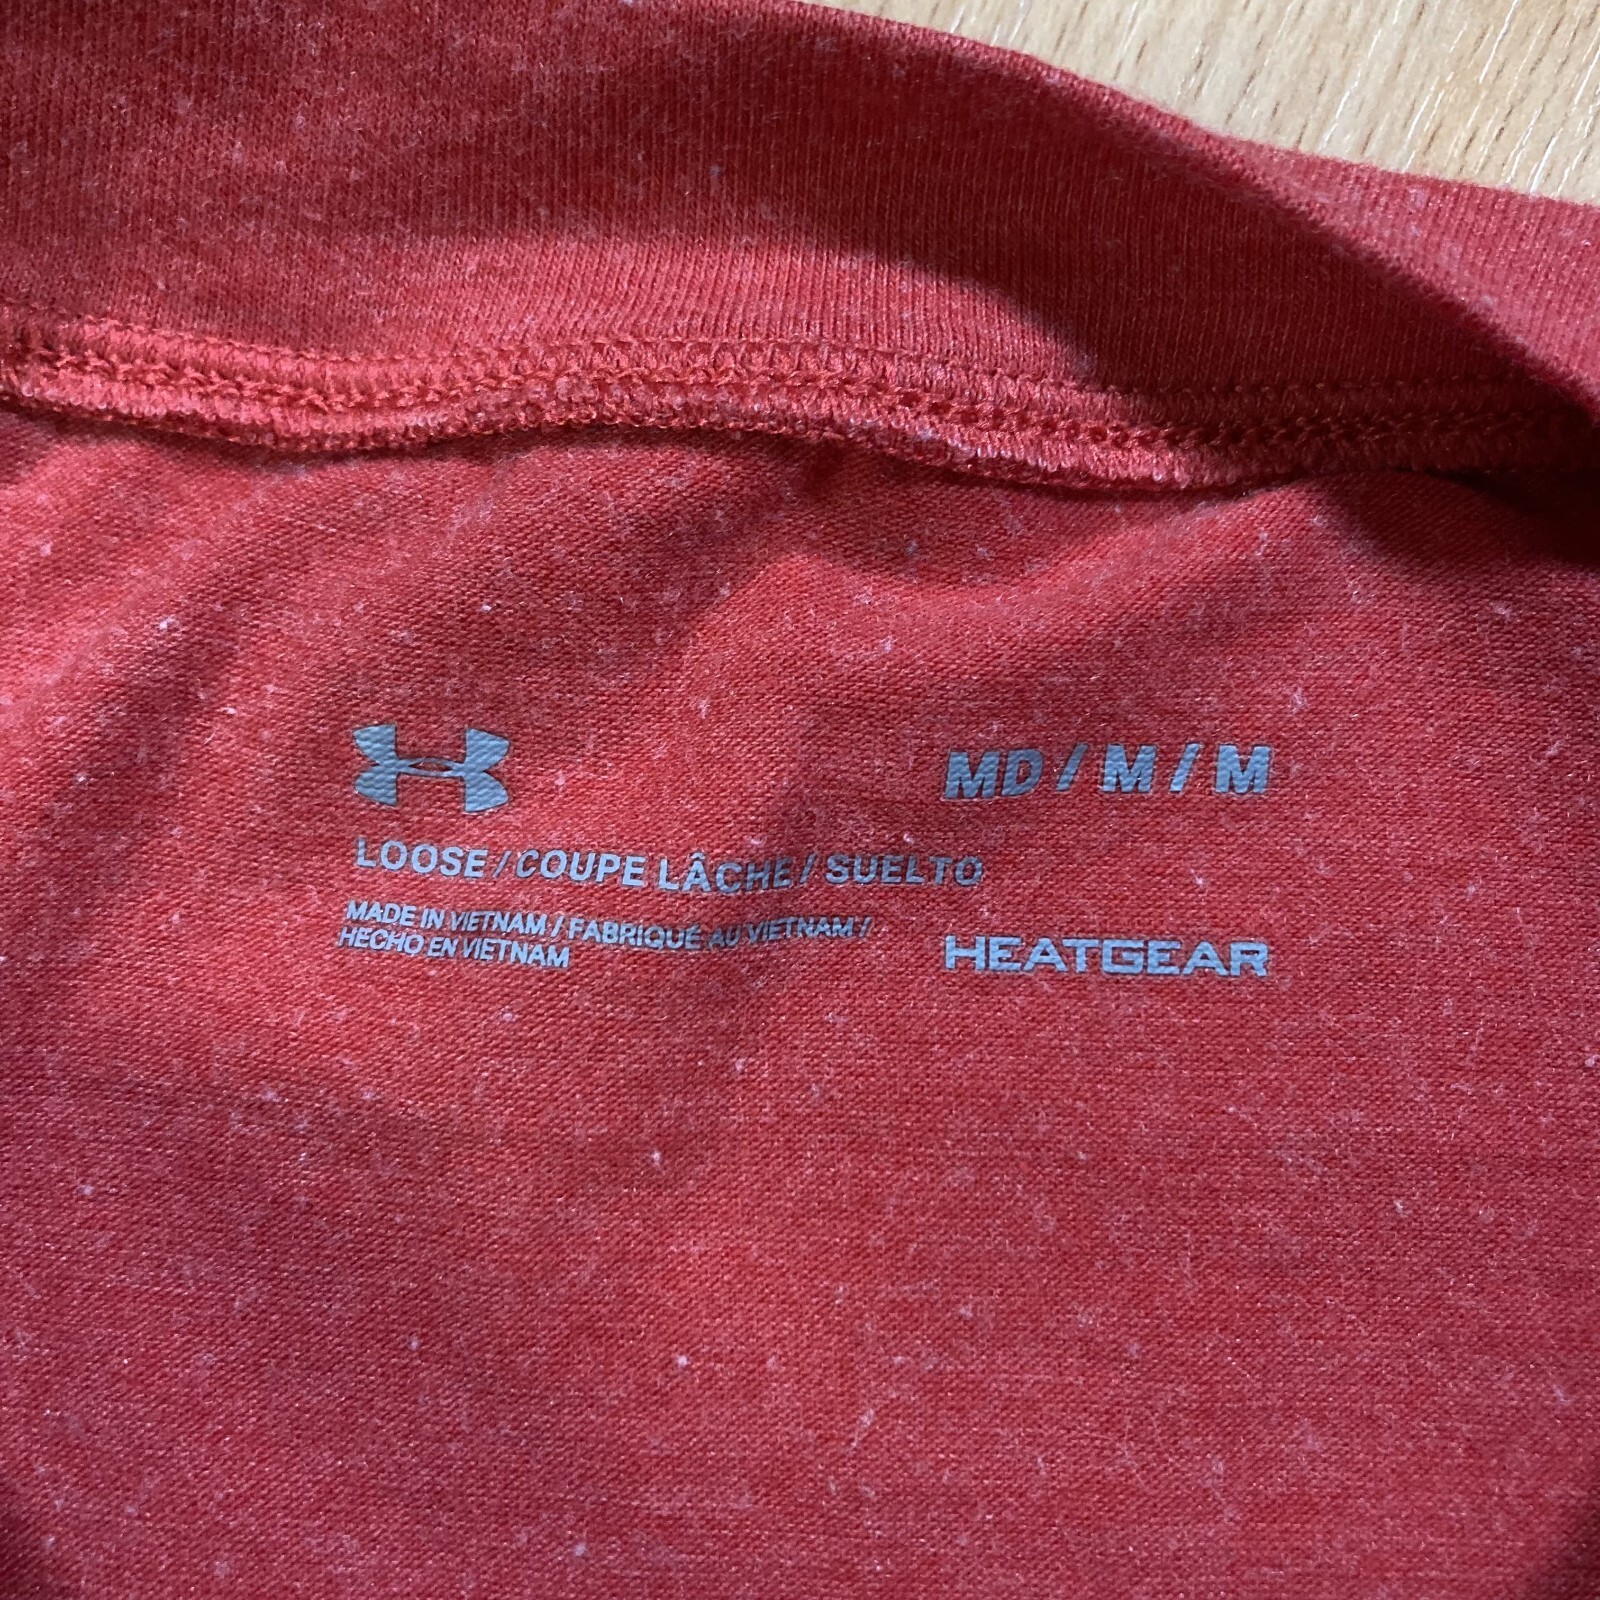 MD / M / M
LOOSE / COUPE LÂCHE / SUELTO
MADE IN VIETNAM / FABRIQUÉ AU VIETNAM /
HECHO EN VIETNAM
HEATGEAR